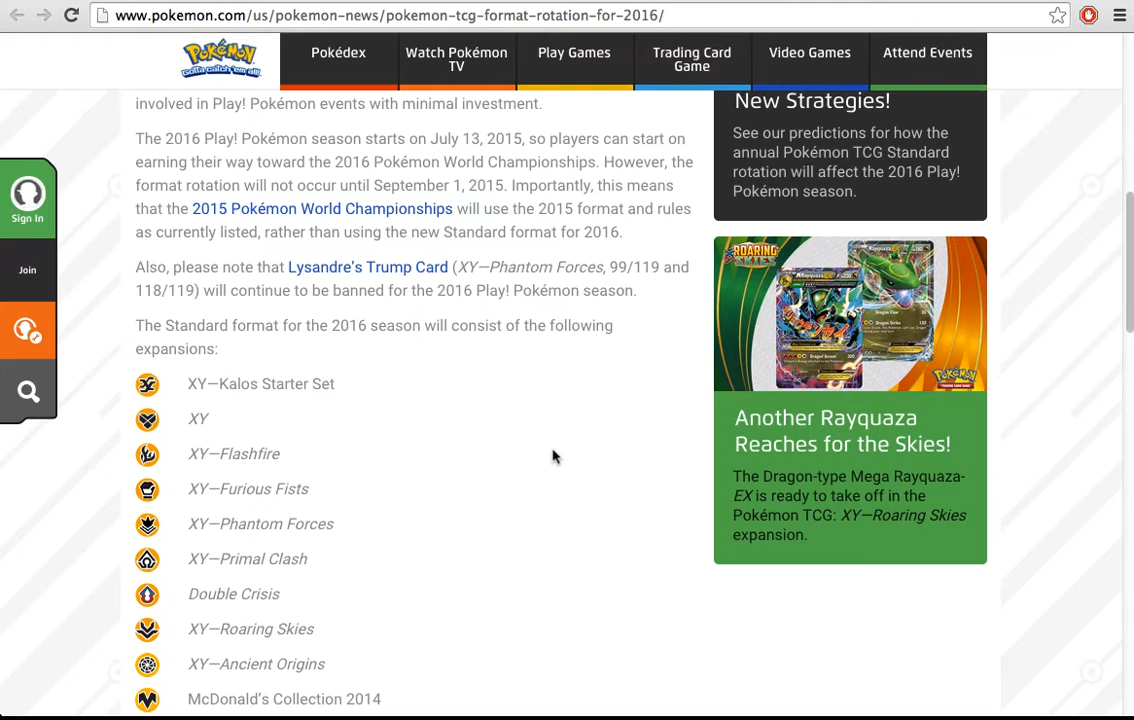 www.pokemon.com/us/pokemon-news/pokemon-tcg-format-rotation-for-2016/
POKéMON
GOTTA CATCH 'EM ALL!
Pokédex
Watch Pokémon
TV
Play Games
Trading Card
Game
Video Games
Attend Events
Sign In
Join
involved in Play! Pokémon events with minimal investment.
The 2016 Play! Pokémon season starts on July 13, 2015, so players can start on
earning their way toward the 2016 Pokémon World Championships. However, the
format rotation will not occur until September 1, 2015. Importantly, this means
that the 2015 Pokémon World Championships will use the 2015 format and rules
as currently listed, rather than using the new Standard format for 2016.
Also, please note that Lysandre's Trump Card (XY—Phantom Forces, 99/119 and
118/119) will continue to be banned for the 2016 Play! Pokémon season.
The Standard format for the 2016 season will consist of the following
expansions:
XY—Kalos Starter Set
XY
XY—Flashfire
XY—Furious Fists
XY—Phantom Forces
XY—Primal Clash
Double Crisis
XY—Roaring Skies
XY—Ancient Origins
McDonald's Collection 2014
New Strategies!
See our predictions for how the
annual Pokémon TCG Standard
rotation will affect the 2016 Play!
Pokémon season.
ROARING
SKIES
POKéMON
Another Rayquaza
Reaches for the Skies!
The Dragon-type Mega Rayquaza-
EX is ready to take off in the
Pokémon TCG: XY—Roaring Skies
expansion.